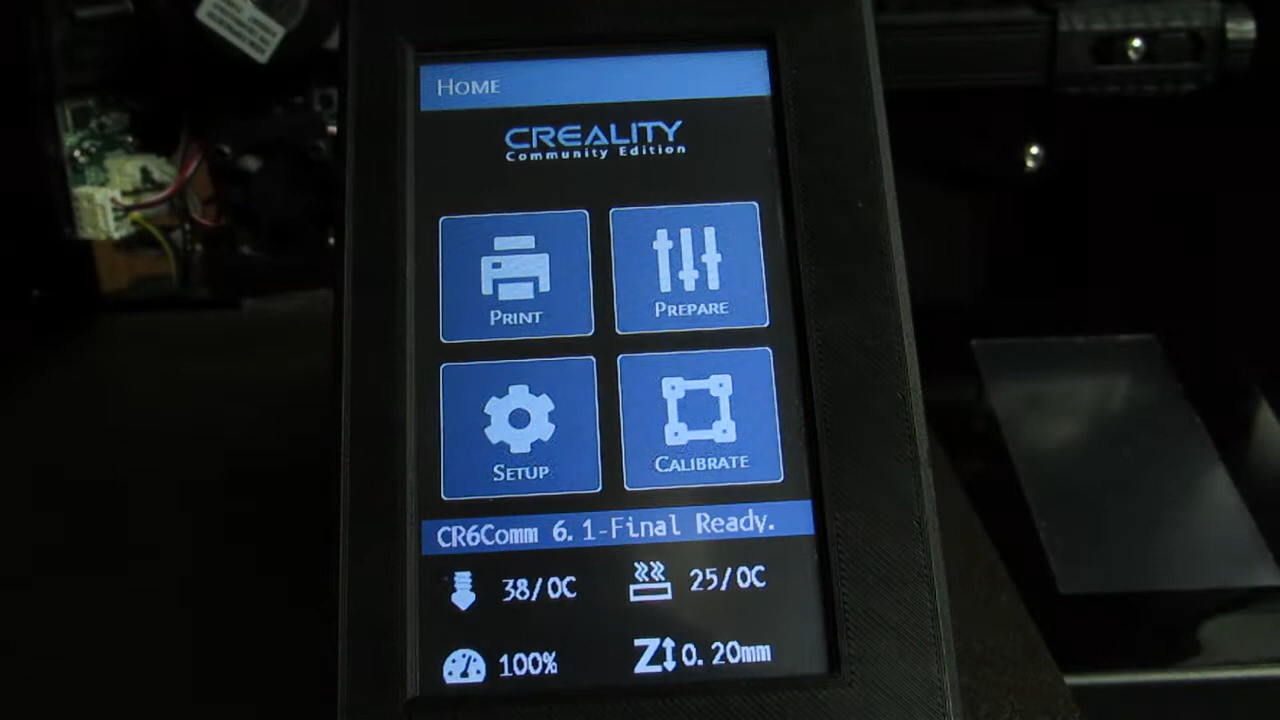 HOME
CREALITY
Community Edition
PRINT
PREPARE
SETUP
CALIBRATE
CR6Comm 6.1-Final Ready.
38/0C
25/0C
100%
Z 0.20mm